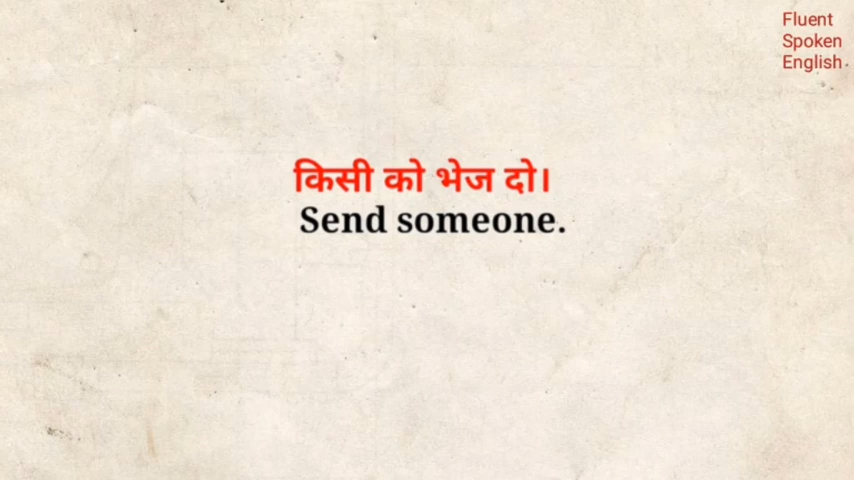 Fluent
Spoken
English
किसी को भेज दो।
Send someone.